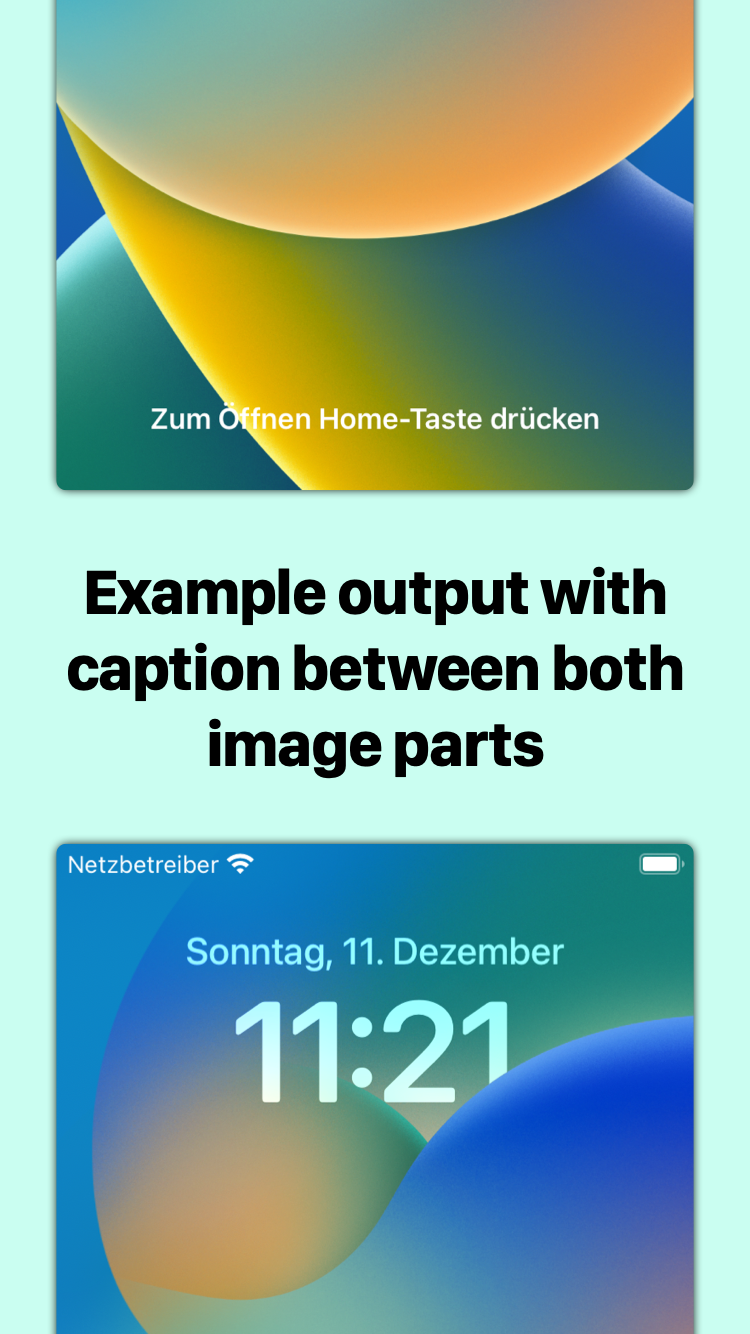 Zum Öffnen Home-Taste drücken
Example output with
caption between both
image parts
Netzbetreiber
Sonntag, 11. Dezember
11:21